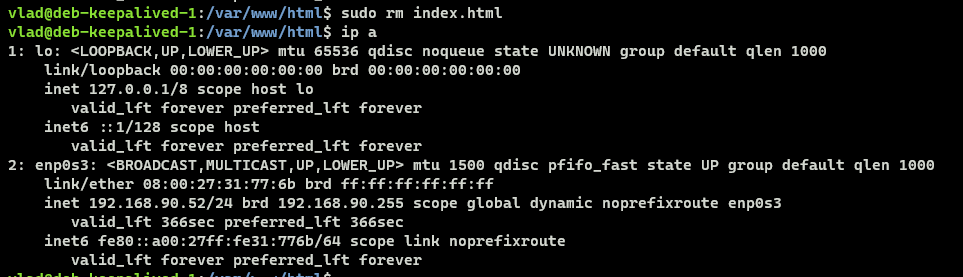 vlad@deb-keepalived-1:/var/www/html$ sudo rm index.html
vlad@deb-keepalived-1:/var/www/html$ ip a
1: lo: <LOOPBACK,UP,LOWER_UP> mtu 65536 qdisc noqueue state UNKNOWN group default qlen 1000
    link/loopback 00:00:00:00:00:00 brd 00:00:00:00:00:00
    inet 127.0.0.1/8 scope host lo
       valid_lft forever preferred_lft forever
    inet6 ::1/128 scope host
       valid_lft forever preferred_lft forever
2: enp0s3: <BROADCAST,MULTICAST,UP,LOWER_UP> mtu 1500 qdisc pfifo_fast state UP group default qlen 1000
    link/ether 08:00:27:31:77:6b brd ff:ff:ff:ff:ff:ff
    inet 192.168.90.52/24 brd 192.168.90.255 scope global dynamic noprefixroute enp0s3
       valid_lft 366sec preferred_lft 366sec
    inet6 fe80::a00:27ff:fe31:776b/64 scope link noprefixroute
       valid_lft forever preferred_lft forever
vlad@deb-keepalived-1:/var/www/html$